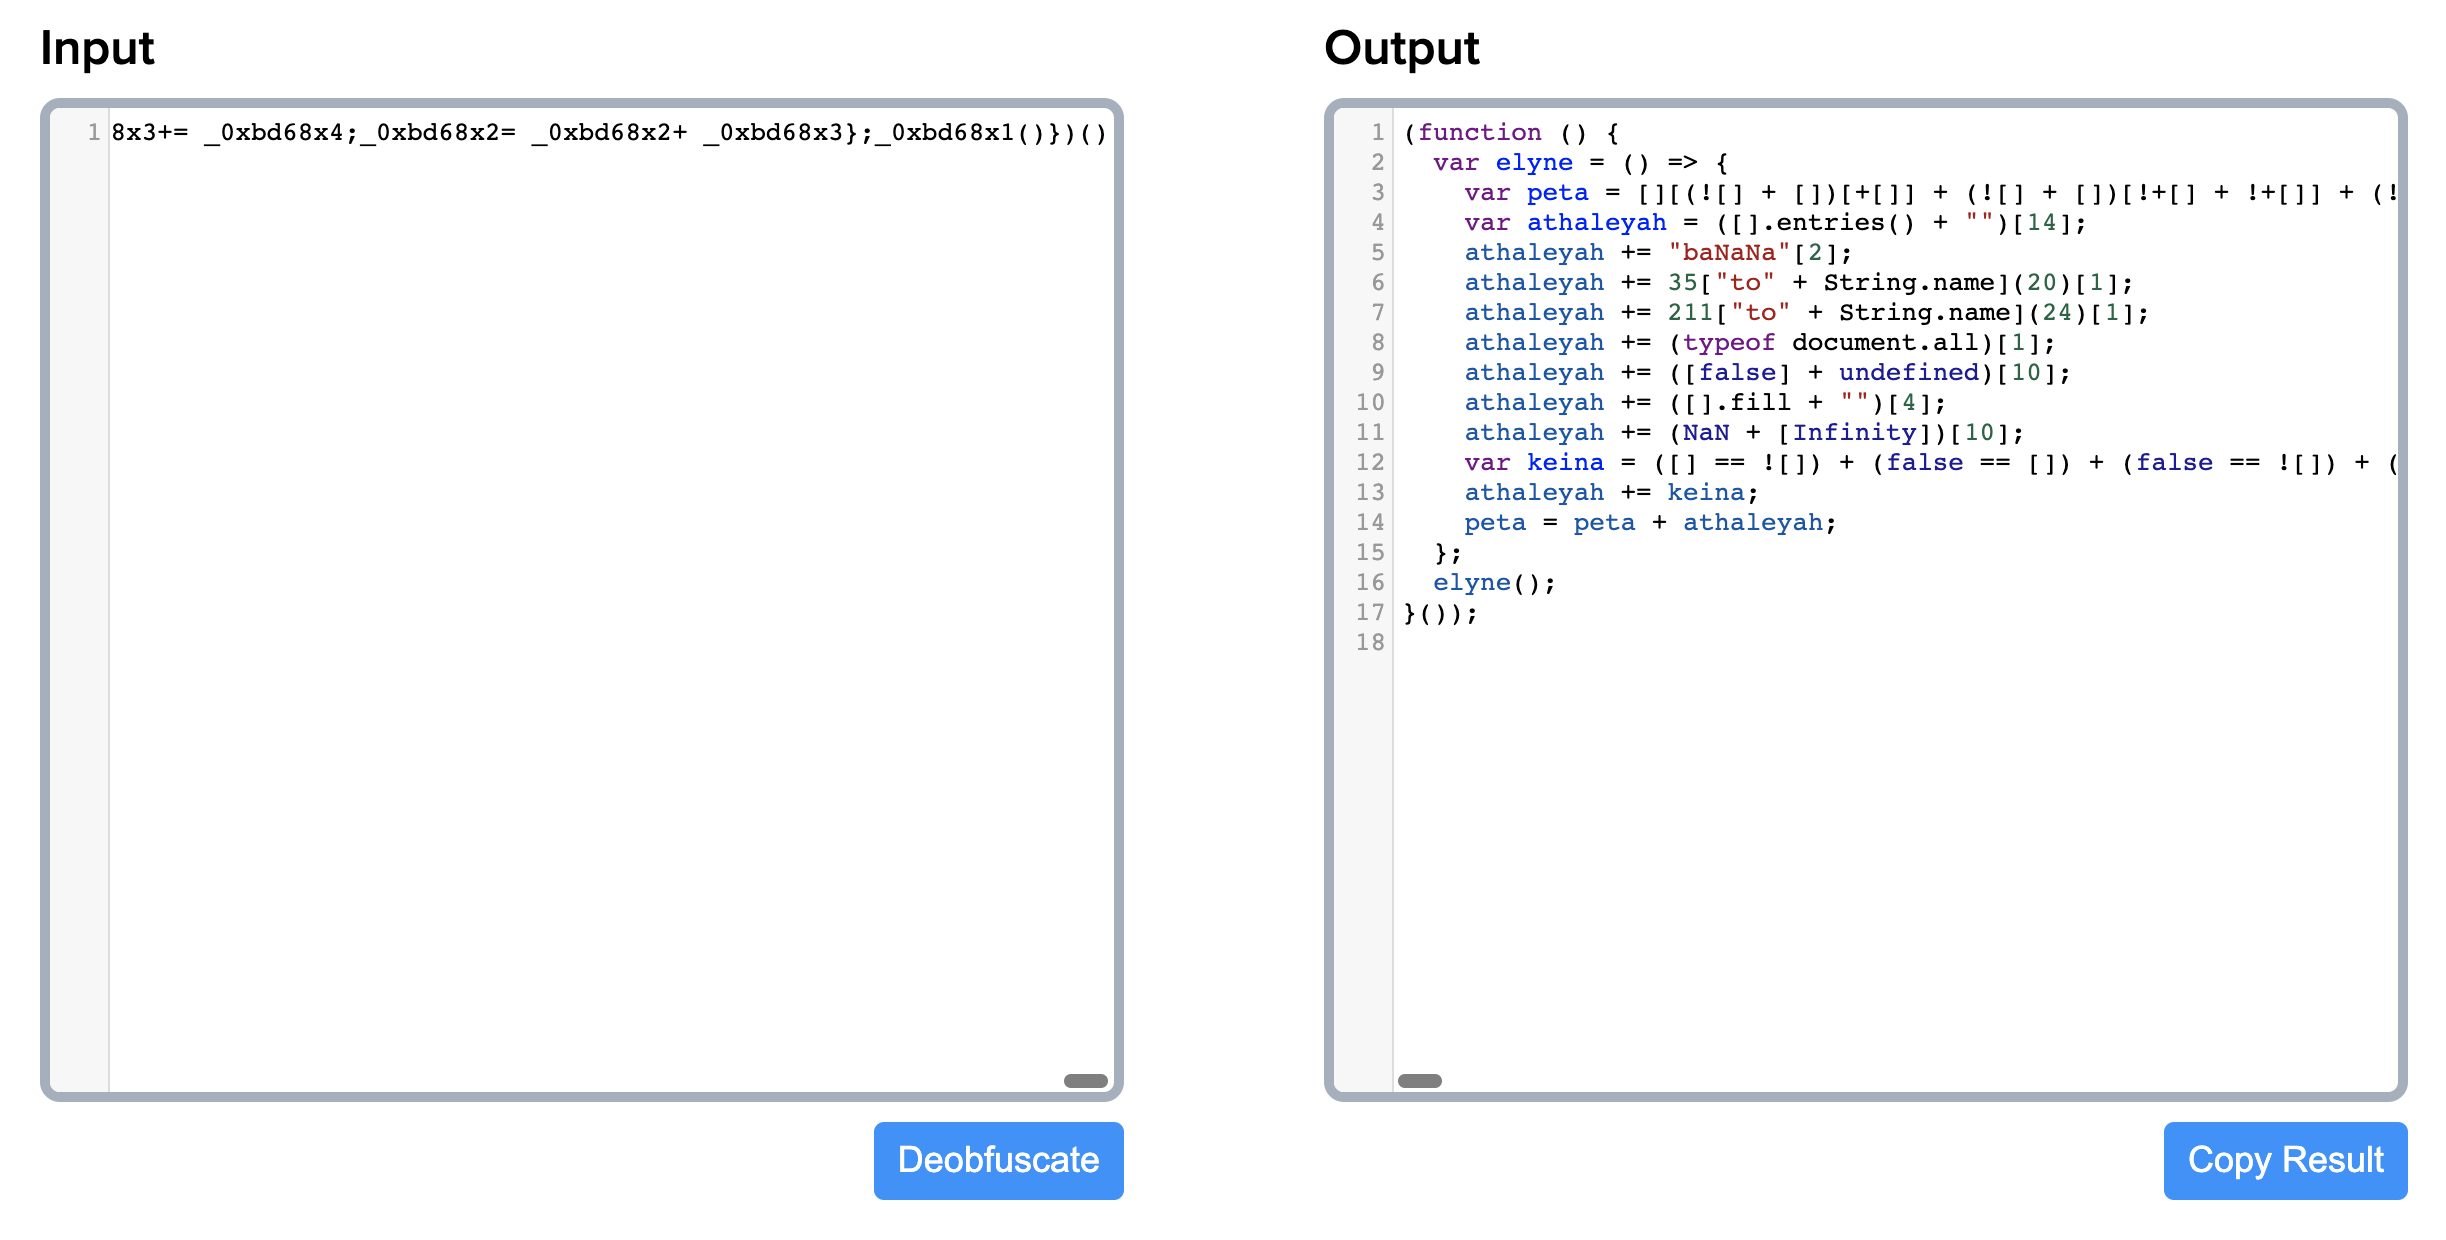 Input
Output
1 8x3+= _0xbd68x4;_0xbd68x2= _0xbd68x2+ _0xbd68x3};_0xbd68x1()})()
1 (function () {
2   var elyne = () => {
3     var peta = [][(![] + [])[+[]] + (![] + [])[!+[] + !+[]] + (!
4     var athaleyah = ([].entries() + "")[14];
5     athaleyah += "baNaNa"[2];
6     athaleyah += 35["to" + String.name](20)[1];
7     athaleyah += 211["to" + String.name](24)[1];
8     athaleyah += (typeof document.all)[1];
9     athaleyah += ([false] + undefined)[10];
10     athaleyah += ([].fill + "")[4];
11     athaleyah += (NaN + [Infinity])[10];
12     var keina = ([] == ![]) + (false == []) + (false == ![]) + (
13     athaleyah += keina;
14     peta = peta + athaleyah;
15   };
16   elyne();
17 }());
18
Deobfuscate
Copy Result